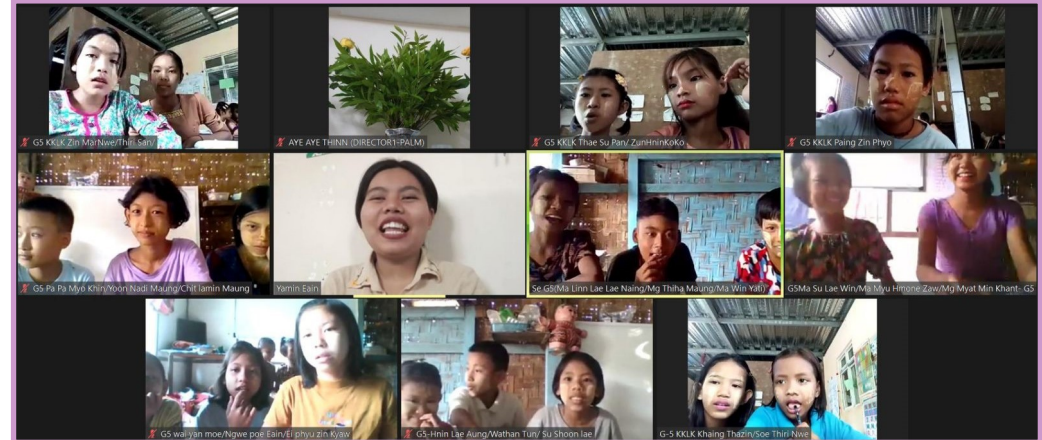 G5 KKLK Zin MarNwe/Thiri San/
AYE AYE THINN (DIRECTOR1-PALM)
G5 KKLK Thae Su Pan/ ZunHninKoKo
G5 KKLK Paing Zin Phyo
G5 Pa Pa Myo Khin/Yoon Nadi Maung/Chit lamin Maung
Yamin Eain
Se G5(Ma Linn Lae Lae Naing/Mg Thiha Maung/Ma Win Yati)
G5Ma Su Lae Win/Ma Myu Hmone Zaw/Mg Myat Min Khant- G5
G5 wai yan moe/Ngwe poe Eain/Ei phyu zin Kyaw
G5-Hnin Lae Aung/Wathan Tun/ Su Shoon lae
G-5 KKLK Khaing Thazin/Soe Thiri Nwe